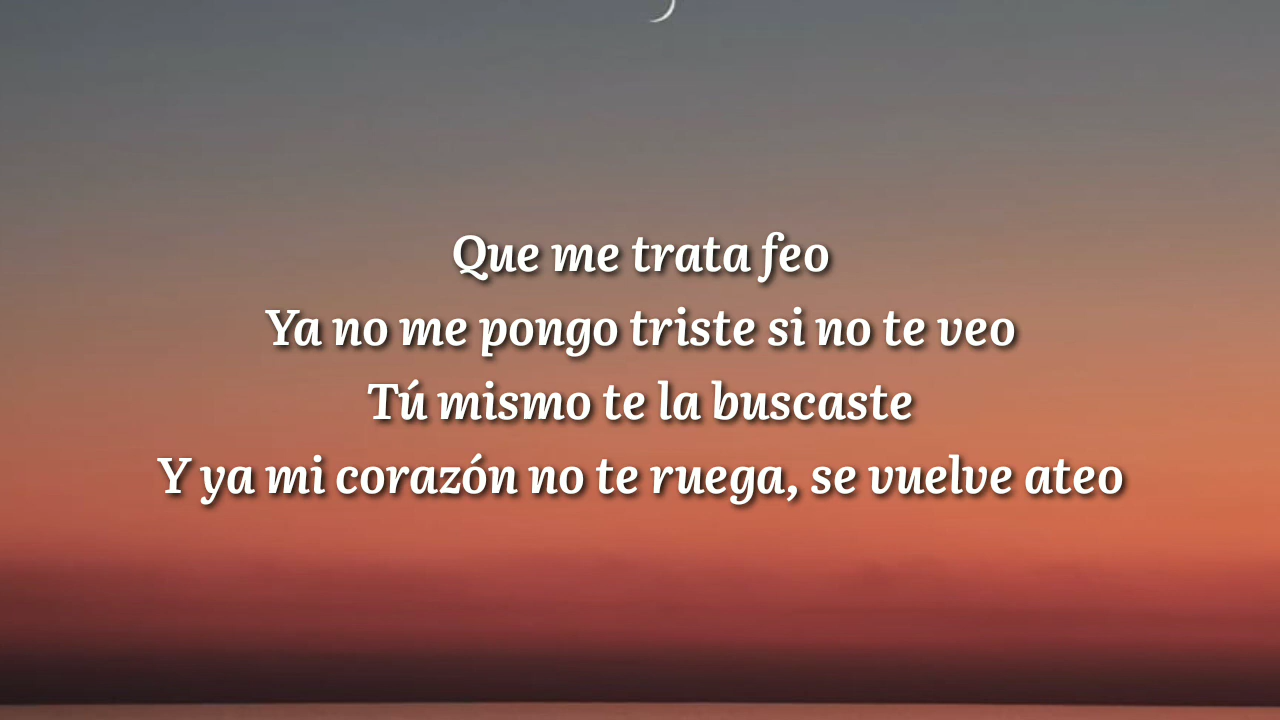 Que me trata feo
Ya no me pongo triste si no te veo
Tú mismo te la buscaste
Y ya mi corazón no te ruega, se vuelve ateo